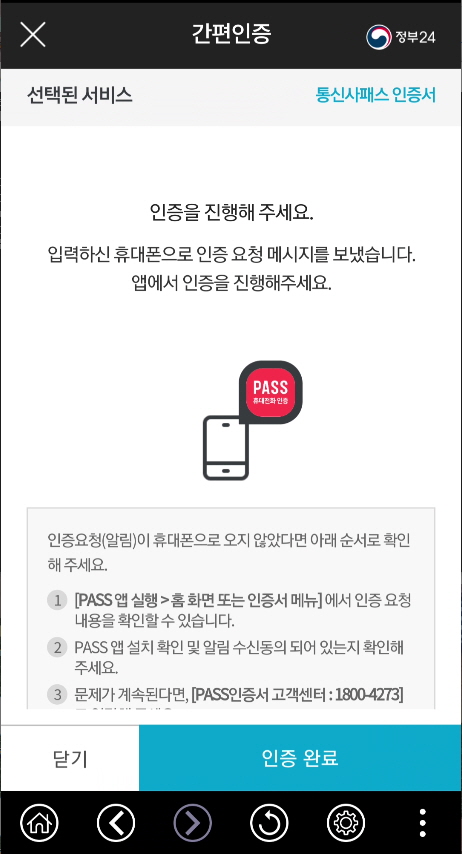 간편인증
정부24
선택된 서비스
통신사패스 인증서
인증을 진행해 주세요.
입력하신 휴대폰으로 인증 요청 메시지를 보냈습니다.
앱에서 인증을 진행해주세요.
PASS
휴대전화 인증
인증요청(알림)이 휴대폰으로 오지 않았다면 아래 순서로 확인
해 주세요.
1 [PASS 앱 실행 > 홈 화면 또는 인증서 메뉴] 에서 인증 요청
내용을 확인할 수 있습니다.
2 PASS 앱 설치 확인 및 알림 수신동의 되어 있는지 확인해
주세요.
3 문제가 계속된다면, [PASS인증서 고객센터 : 1800-4273]
닫기
인증 완료